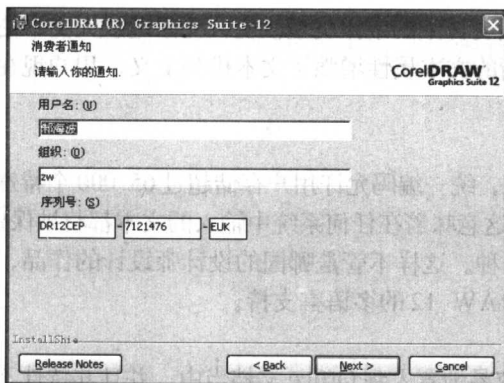 CorelDRAW(R) Graphics Suite 12
消费者通知
请输入你的通知.
CorelDRAW
Graphics Suite 12
用户名: (U)
组织: (O)
zw
序列号: (S)
DR12CEP - 7121476 - EUK
InstallShie
Release Notes
< Back
Next >
Cancel